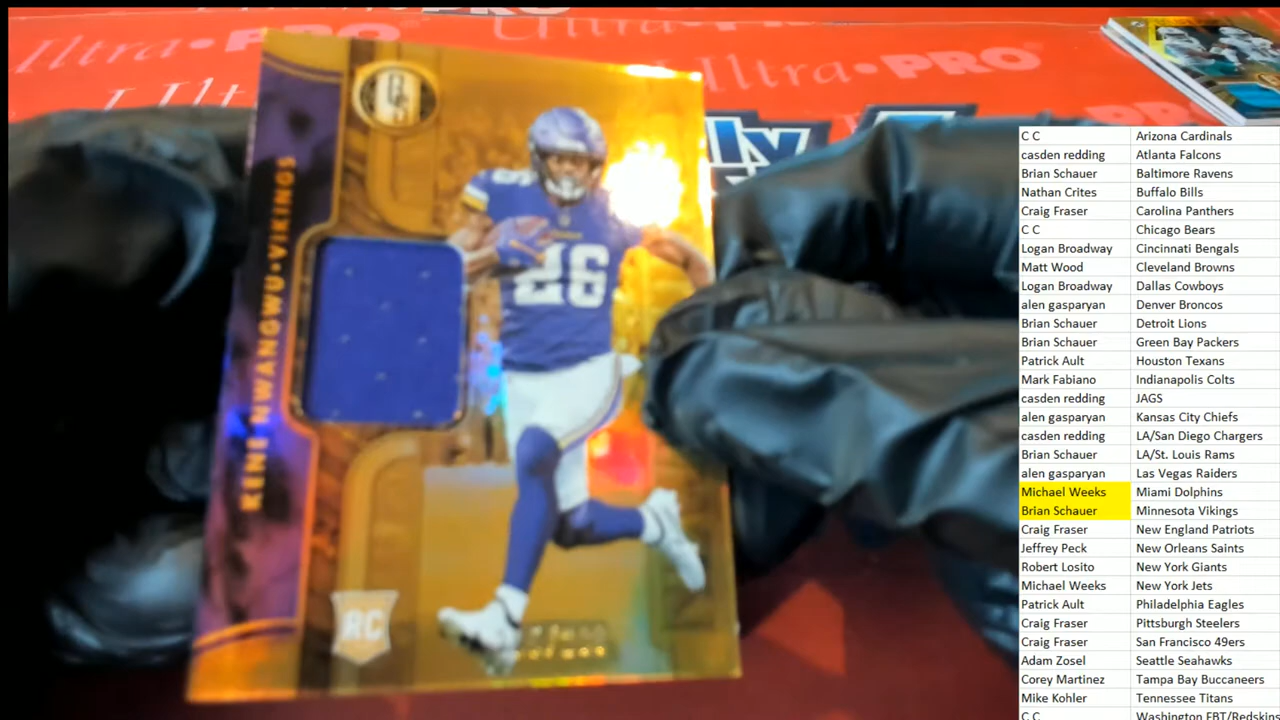 Ultra•PRO
Ultra•PRO
KENE NWANGWU•VIKINGS
26
26
RC
ly
C C Arizona Cardinals
casden redding Atlanta Falcons
Brian Schauer Baltimore Ravens
Nathan Crites Buffalo Bills
Craig Fraser Carolina Panthers
C C Chicago Bears
Logan Broadway Cincinnati Bengals
Matt Wood Cleveland Browns
Logan Broadway Dallas Cowboys
alen gasparyan Denver Broncos
Brian Schauer Detroit Lions
Brian Schauer Green Bay Packers
Patrick Ault Houston Texans
Mark Fabiano Indianapolis Colts
casden redding JAGS
alen gasparyan Kansas City Chiefs
casden redding LA/San Diego Chargers
Brian Schauer LA/St. Louis Rams
alen gasparyan Las Vegas Raiders
Michael Weeks Miami Dolphins
Brian Schauer Minnesota Vikings
Craig Fraser New England Patriots
Jeffrey Peck New Orleans Saints
Robert Losito New York Giants
Michael Weeks New York Jets
Patrick Ault Philadelphia Eagles
Craig Fraser Pittsburgh Steelers
Craig Fraser San Francisco 49ers
Adam Zosel Seattle Seahawks
Corey Martinez Tampa Bay Buccaneers
Mike Kohler Tennessee Titans
C C Washington FBT/Redskins